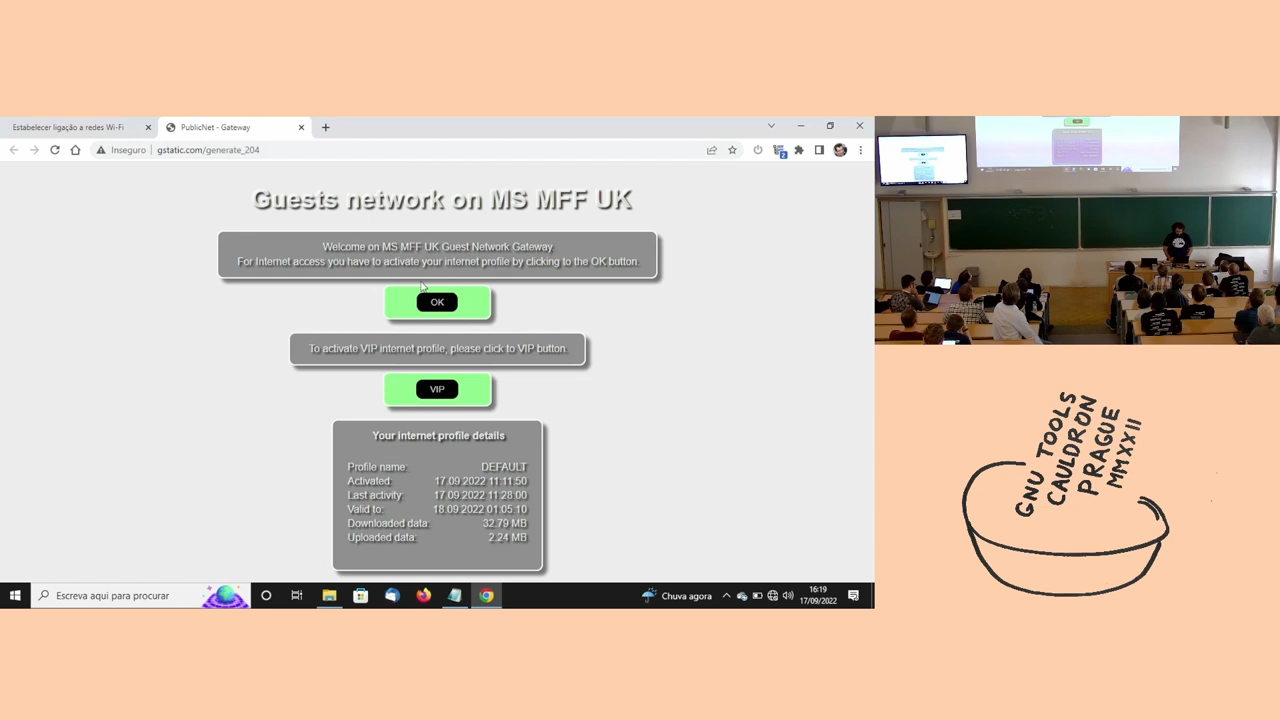 Estabelecer ligação a redes Wi-Fi
PublicNet - Gateway
Inseguro
gstatic.com/generate_204
2
Guests network on MS MFF UK
Welcome on MS MFF UK Guest Network Gateway.
For Internet access you have to activate your internet profile by clicking to the OK button.
OK
To activate VIP internet profile, please click to VIP button.
VIP
Your internet profile details
Profile name: DEFAULT
Activated: 17.09.2022 11:11:50
Last activity: 17.09.2022 11:28:00
Valid to: 18.09.2022 01:05:10
Downloaded data: 32.79 MB
Uploaded data: 2.24 MB
Escreva aqui para procurar
Chuva agora
16:19
17/09/2022
GNU TOOLS
CAULDRON
PRAGUE
MMXXII